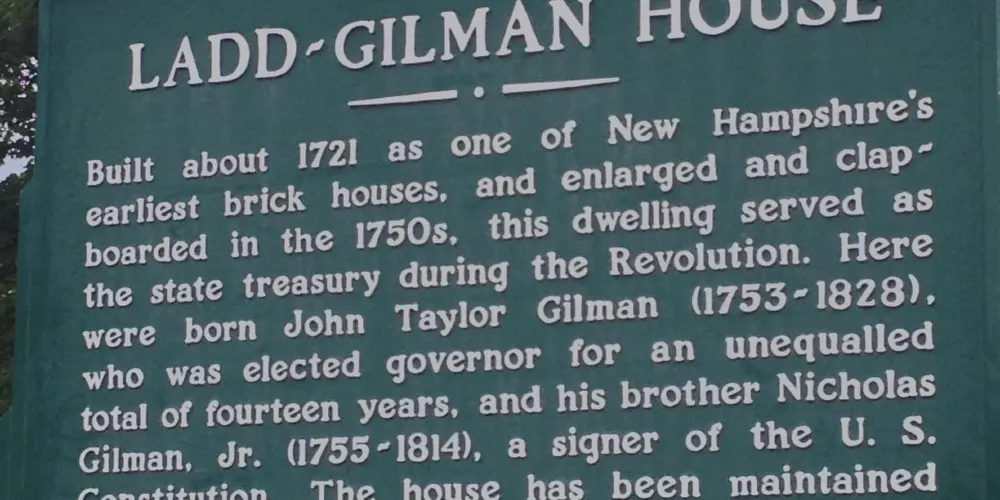 LADD-GILMAN HOUSE
Built about 1721 as one of New Hampshire's
earliest brick houses, and enlarged and clap-
boarded in the 1750s, this dwelling served as
the state treasury during the Revolution. Here
were born John Taylor Gilman (1753-1828),
who was elected governor for an unequalled
total of fourteen years, and his brother Nicholas
Gilman, Jr. (1755-1814), a signer of the U. S.
Constitution. The house has been maintained